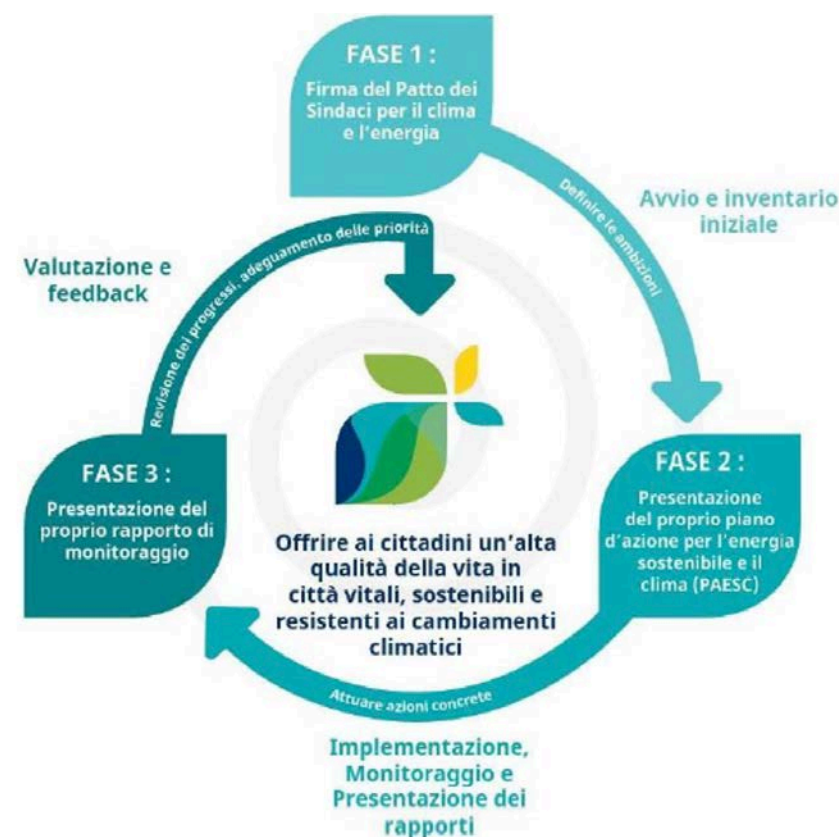 FASE 1 :
Firma del Patto dei
Sindaci per il clima
e l'energia
Definire le ambizioni
Avvio e inventario
iniziale
FASE 2 :
Presentazione
del proprio piano
d'azione per l'energia
sostenibile e il
clima (PAESC)
Attuare azioni concrete
Implementazione,
Monitoraggio e
Presentazione dei
rapporti
FASE 3 :
Presentazione del
proprio rapporto di
monitoraggio
Revisione dei progressi, adeguamento delle priorità
Valutazione e
feedback
Offrire ai cittadini un'alta
qualità della vita in
città vitali, sostenibili e
resistenti ai cambiamenti
climatici